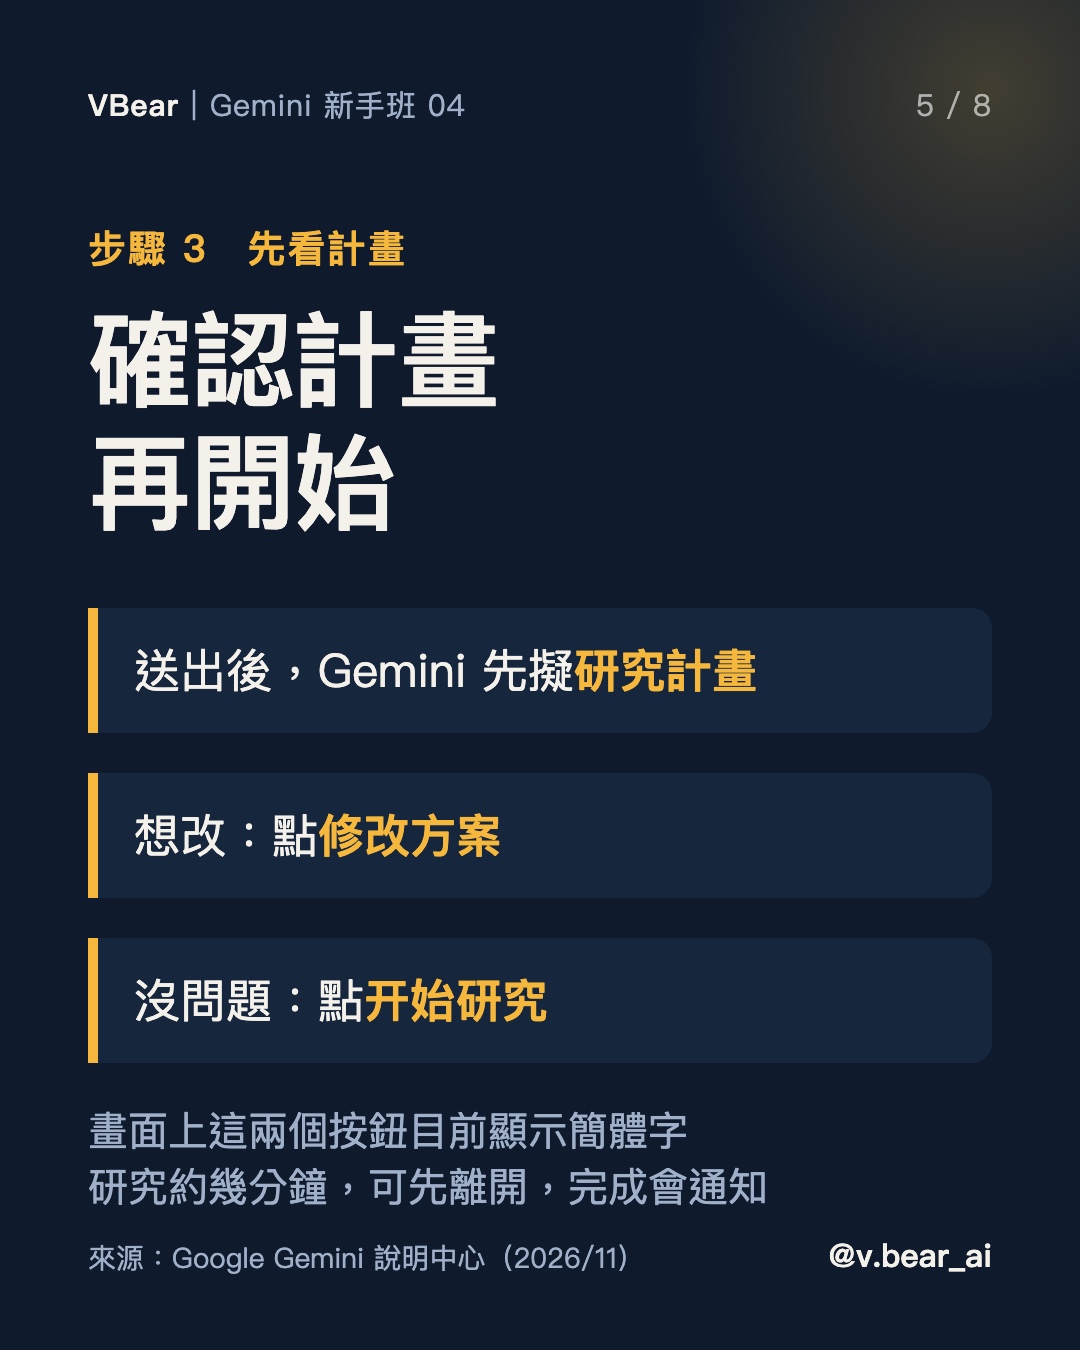 VBear | Gemini 新手班 04
5 / 8
步驟 3 先看計畫
確認計畫
再開始
送出後，Gemini 先擬研究計畫
想改：點修改方案
沒問題：點开始研究
畫面上這兩個按鈕目前顯示簡體字
研究約幾分鐘，可先離開，完成會通知
來源：Google Gemini 說明中心（2026/11）
@v.bear_ai